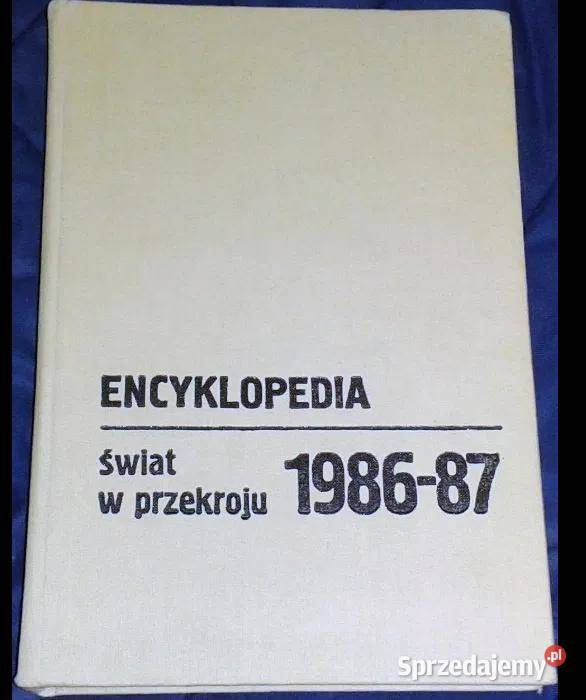 ENCYKLOPEDIA
świat
w przekroju 1986-87
Sprzedajemy.pl